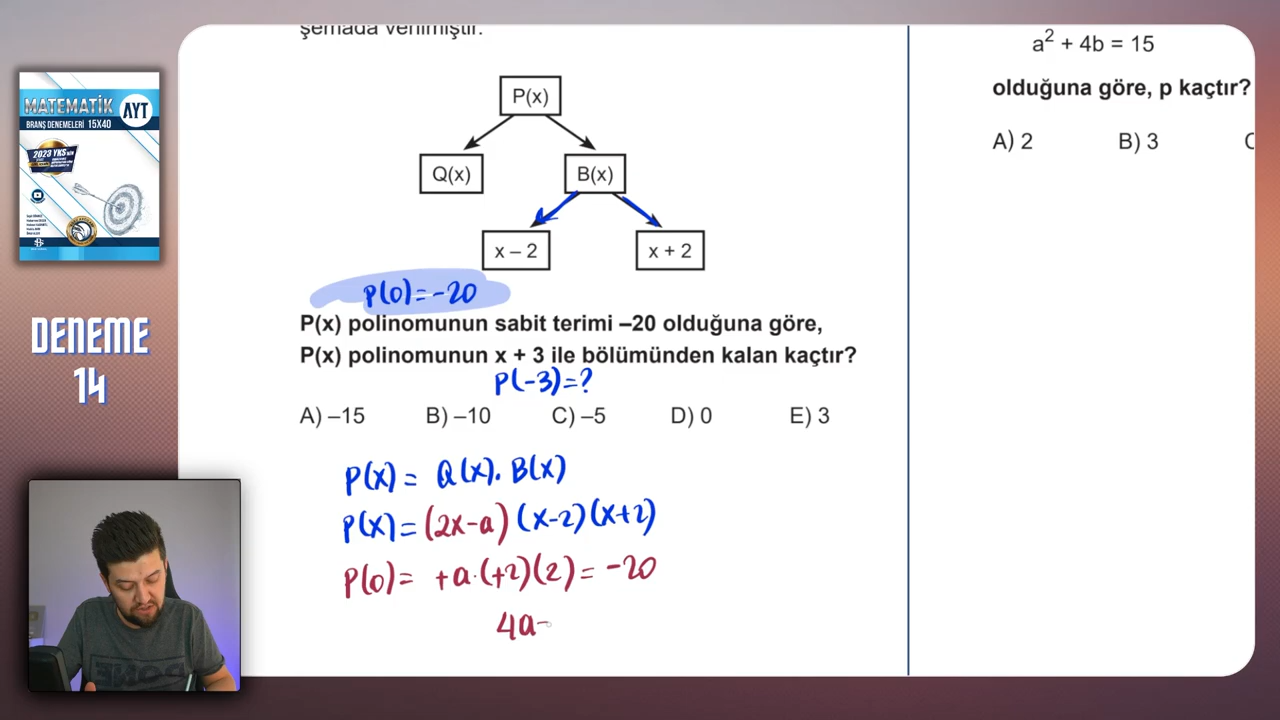 MATEMATİK
AYT
BRANŞ DENEMELERİ 15X40
DENEME
14
şemada verilmiştir.
P(x)
Q(x)
B(x)
x – 2
x + 2
P(0)=-20
P(x) polinomunun sabit terimi –20 olduğuna göre,
P(x) polinomunun x + 3 ile bölümünden kalan kaçtır?
P(-3)=?
A) –15 B) –10 C) –5 D) 0 E) 3
P(x) = Q(x). B(x)
P(x) = (2x-a) (x-2)(x+2)
P(0) = +a.(+2)(2) = -20
4a-
a² + 4b = 15
olduğuna göre, p kaçtır?
A) 2 B) 3 C